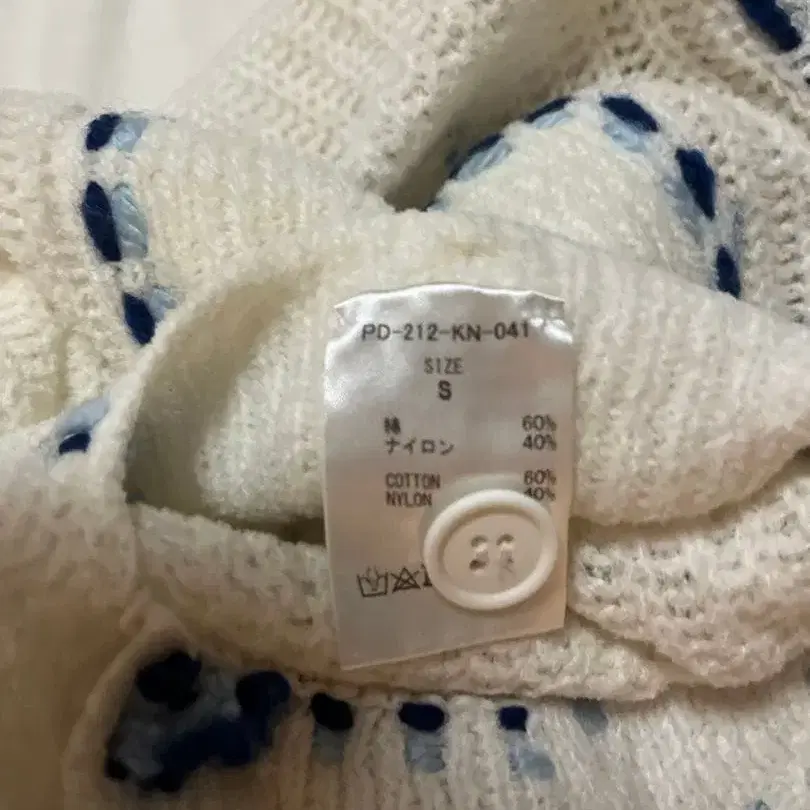 PD-212-KN-041
SIZE
S
綿 60%
ナイロン 40%
COTTON 60%
NYLON 40%